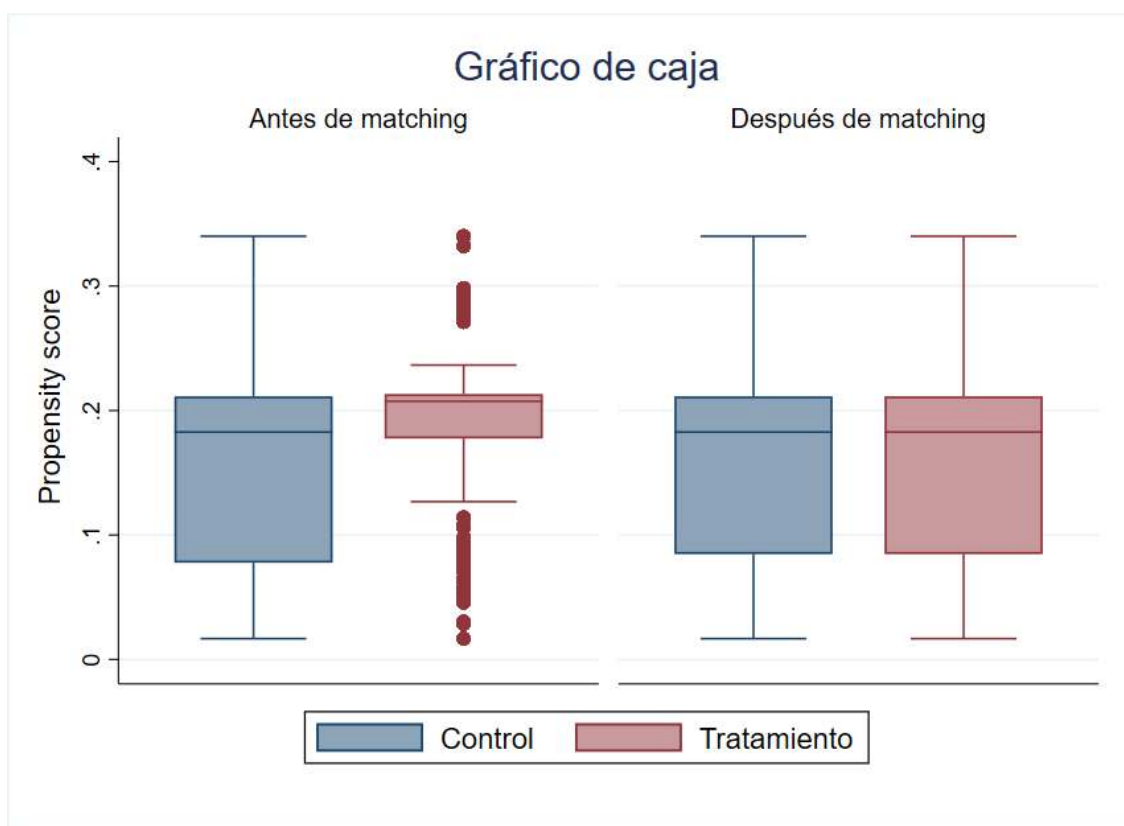 Gráfico de caja
Antes de matching
Después de matching
Propensity score
.4
.3
.2
.1
0
Control
Tratamiento